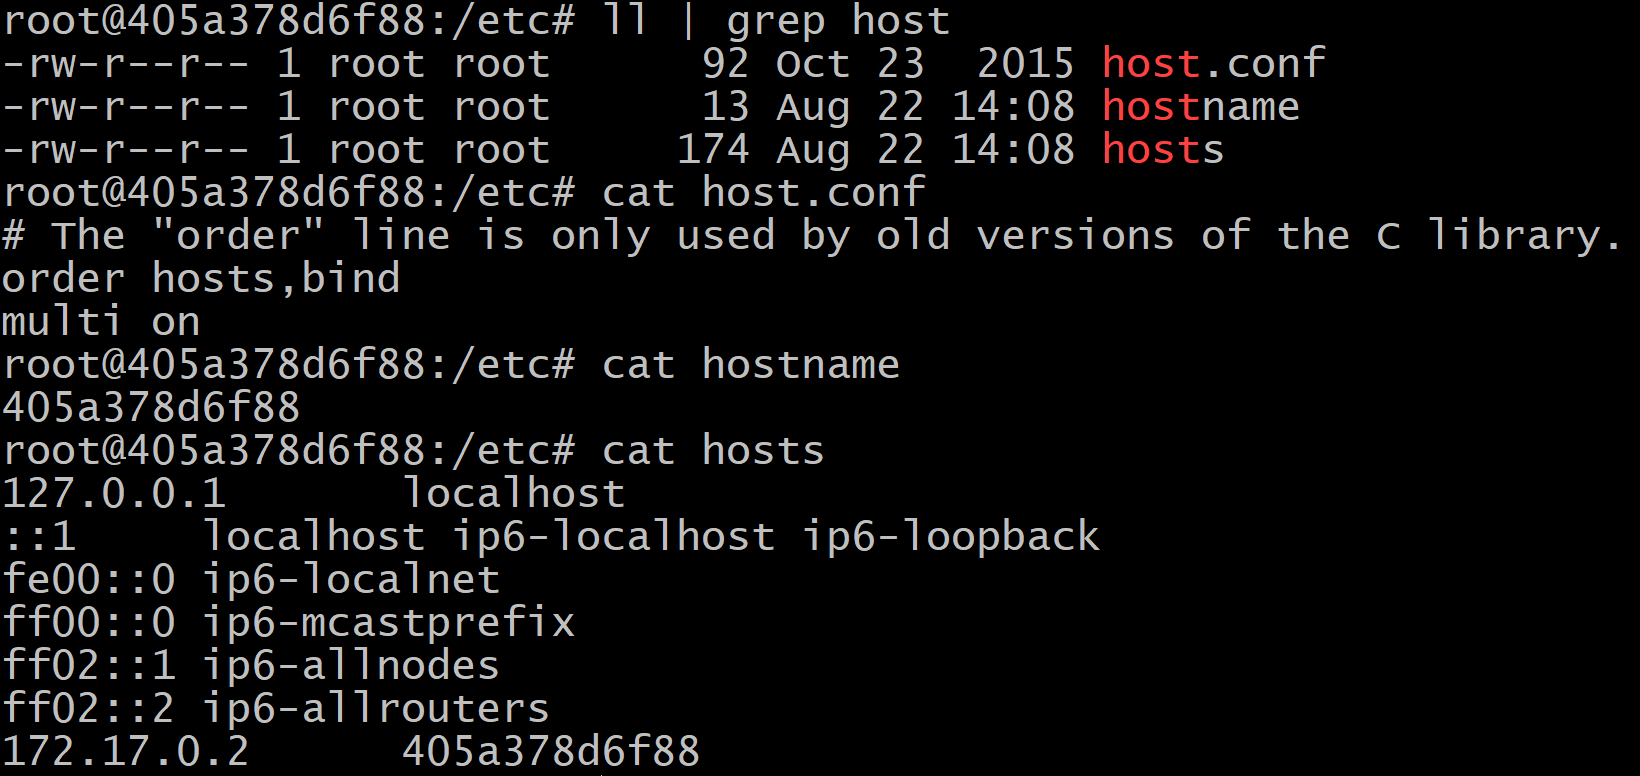 root@405a378d6f88:/etc# ll | grep host
-rw-r--r-- 1 root root      92 Oct 23  2015 host.conf
-rw-r--r-- 1 root root      13 Aug 22 14:08 hostname
-rw-r--r-- 1 root root     174 Aug 22 14:08 hosts
root@405a378d6f88:/etc# cat host.conf
# The "order" line is only used by old versions of the C library.
order hosts,bind
multi on
root@405a378d6f88:/etc# cat hostname
405a378d6f88
root@405a378d6f88:/etc# cat hosts
127.0.0.1       localhost
::1     localhost ip6-localhost ip6-loopback
fe00::0 ip6-localnet
ff00::0 ip6-mcastprefix
ff02::1 ip6-allnodes
ff02::2 ip6-allrouters
172.17.0.2      405a378d6f88